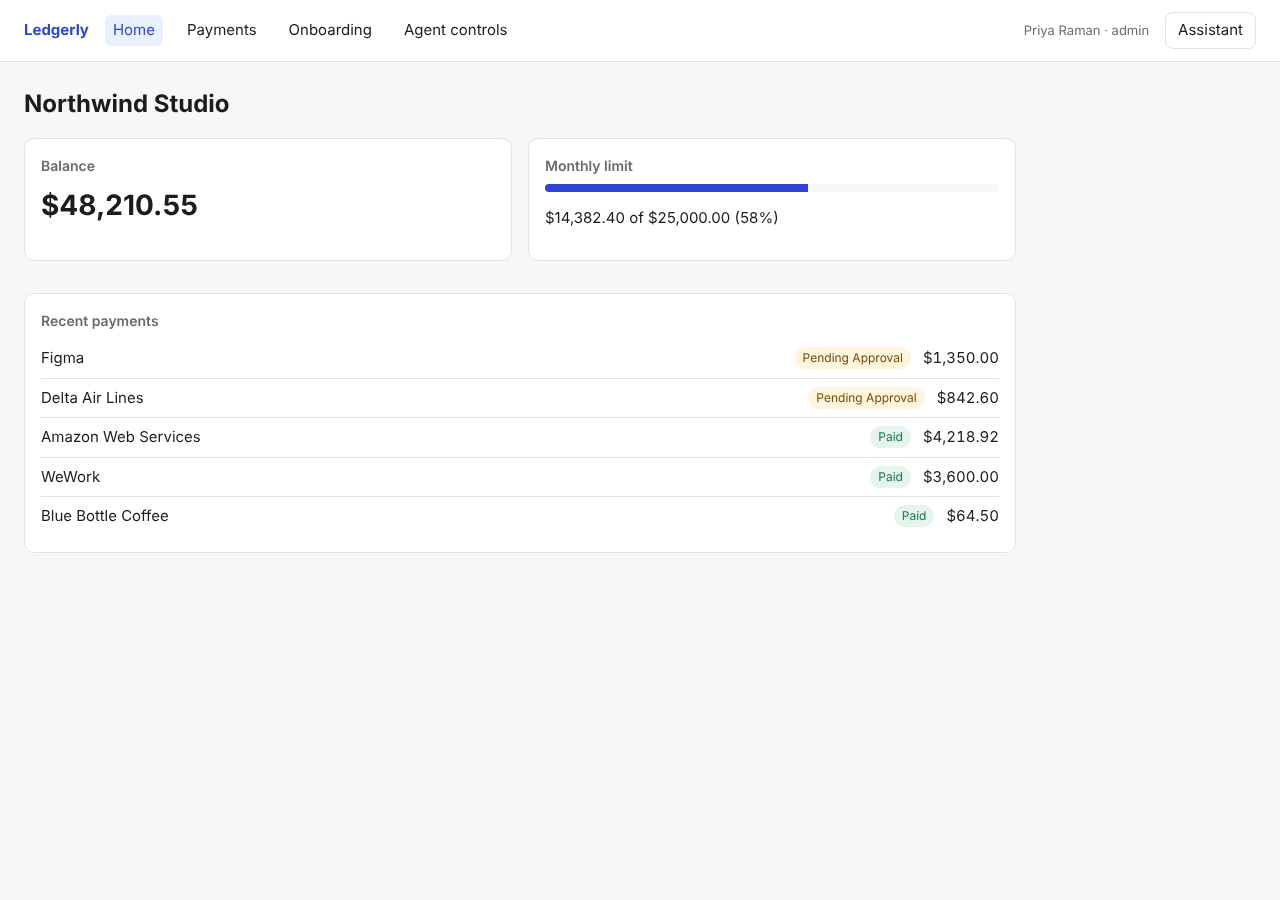 Ledgerly Home Payments Onboarding Agent controls Priya Raman · admin Assistant
Northwind Studio
Balance
$48,210.55
Monthly limit
$14,382.40 of $25,000.00 (58%)
Recent payments
Figma Pending Approval $1,350.00
Delta Air Lines Pending Approval $842.60
Amazon Web Services Paid $4,218.92
WeWork Paid $3,600.00
Blue Bottle Coffee Paid $64.50